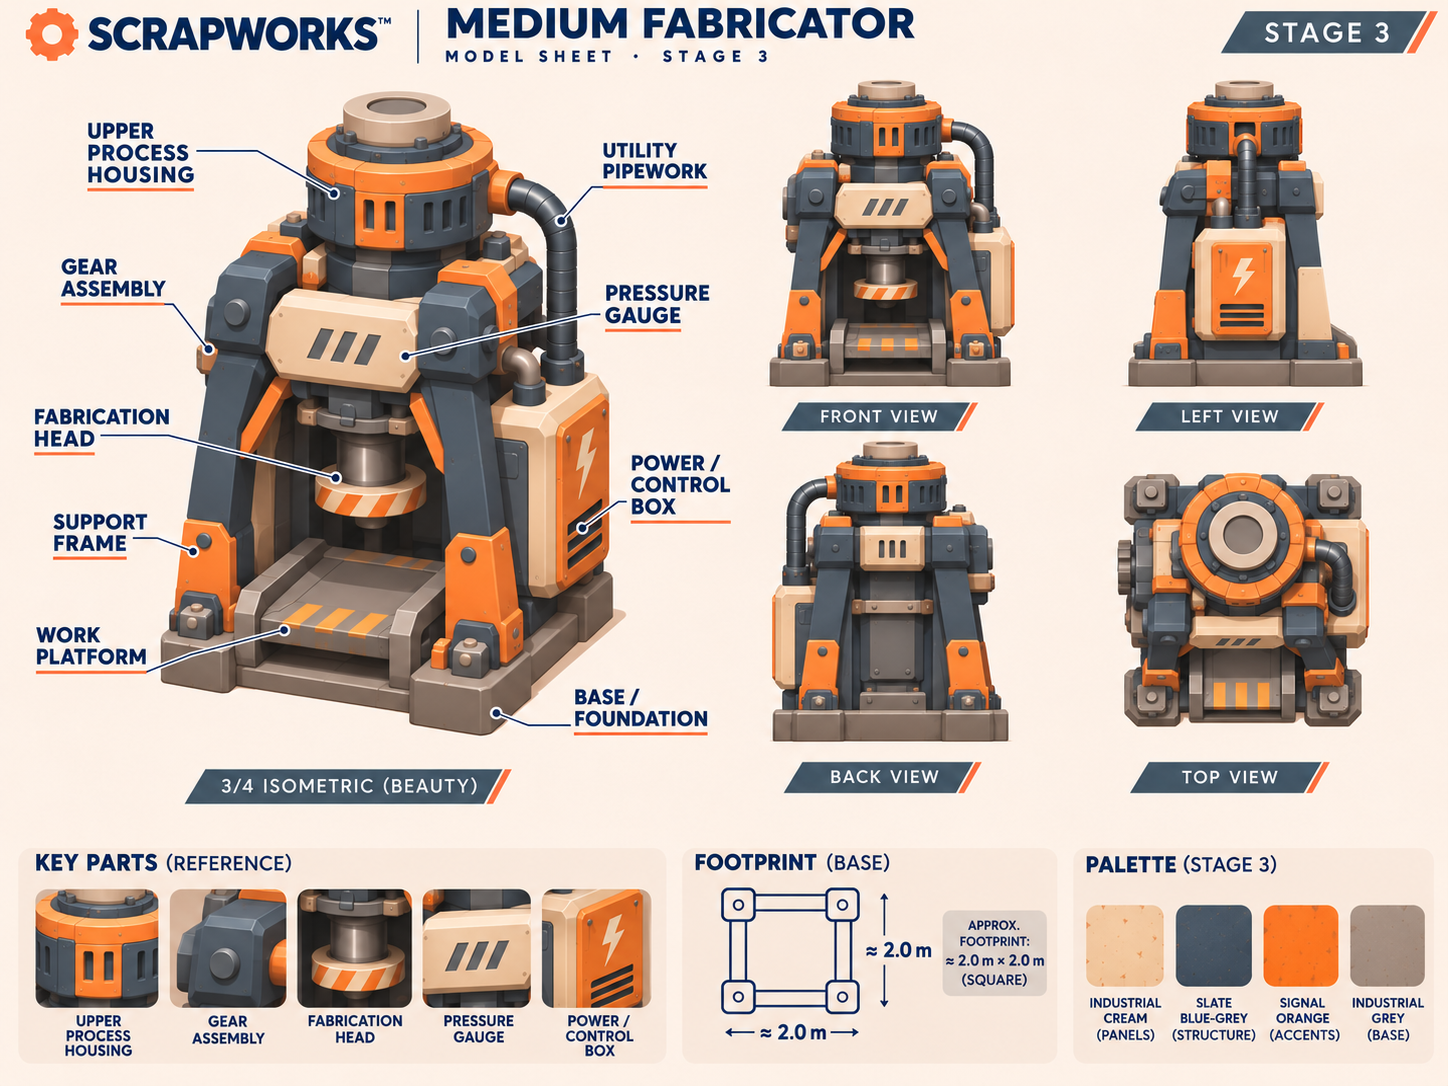 SCRAPWORKS™
MEDIUM FABRICATOR
MODEL SHEET · STAGE 3
STAGE 3
UPPER
PROCESS
HOUSING
UTILITY
PIPEWORK
GEAR
ASSEMBLY
PRESSURE
GAUGE
FABRICATION
HEAD
POWER /
CONTROL
BOX
SUPPORT
FRAME
WORK
PLATFORM
BASE /
FOUNDATION
3/4 ISOMETRIC (BEAUTY)
FRONT VIEW
LEFT VIEW
BACK VIEW
TOP VIEW
KEY PARTS (REFERENCE)
UPPER
PROCESS
HOUSING
GEAR
ASSEMBLY
FABRICATION
HEAD
PRESSURE
GAUGE
POWER /
CONTROL
BOX
FOOTPRINT (BASE)
≈ 2.0 m
≈ 2.0 m
APPROX.
FOOTPRINT:
≈ 2.0 m × 2.0 m
(SQUARE)
PALETTE (STAGE 3)
INDUSTRIAL
CREAM
(PANELS)
SLATE
BLUE-GREY
(STRUCTURE)
SIGNAL
ORANGE
(ACCENTS)
INDUSTRIAL
GREY
(BASE)